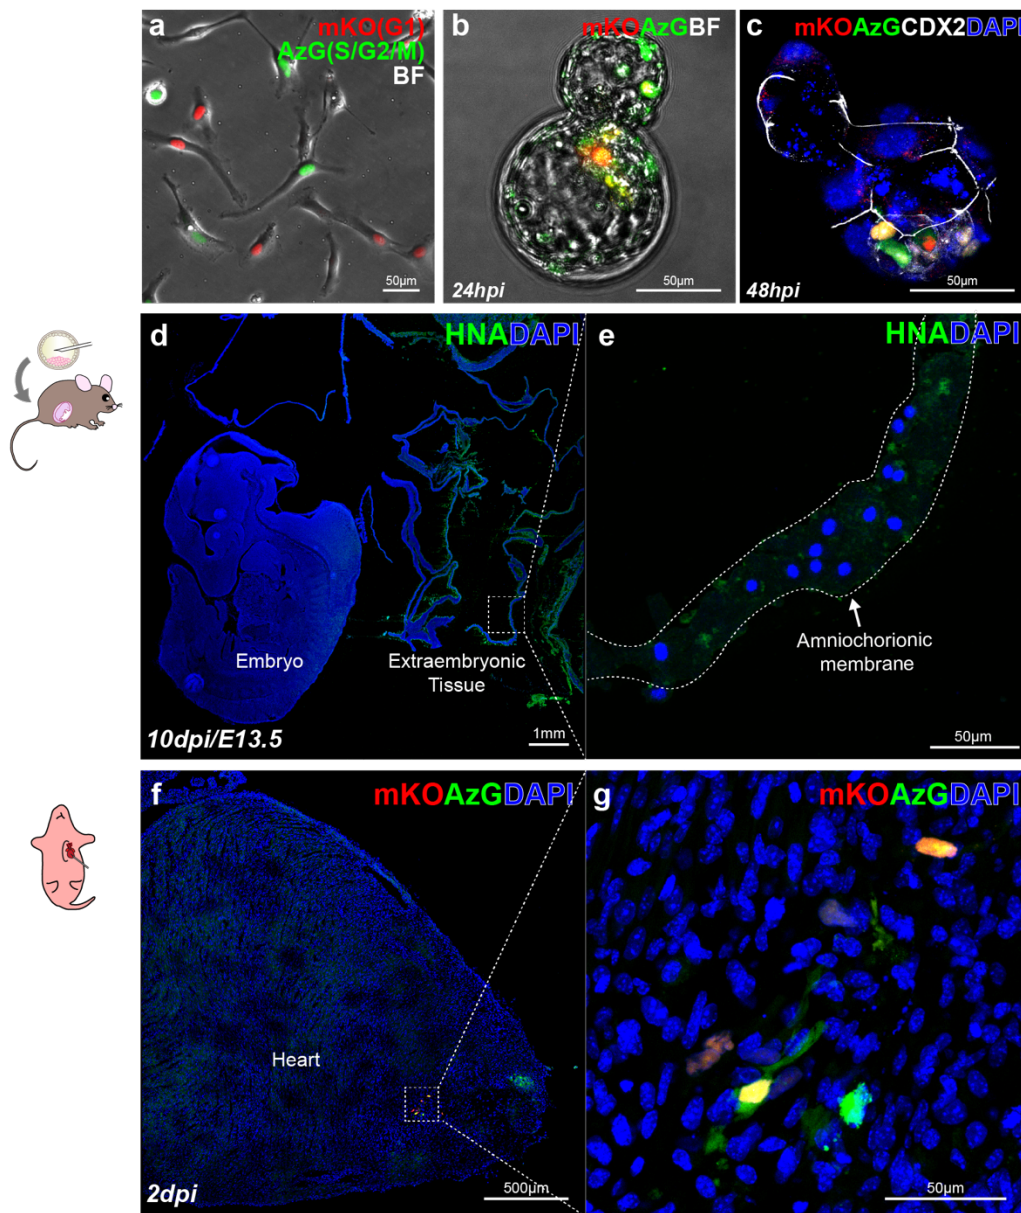 a
mKO(G1)
AzG(S/G2/M)
BF
50µm
b
mKOAzGBF
24hpi
50µm
c
mKOAzGCDX2DAPI
48hpi
50µm
d
HNADAPI
Embryo
Extraembryonic
Tissue
10dpi/E13.5
1mm
e
HNADAPI
Amniochorionic
membrane
50µm
f
mKOAzGDAPI
Heart
2dpi
500µm
g
mKOAzGDAPI
50µm